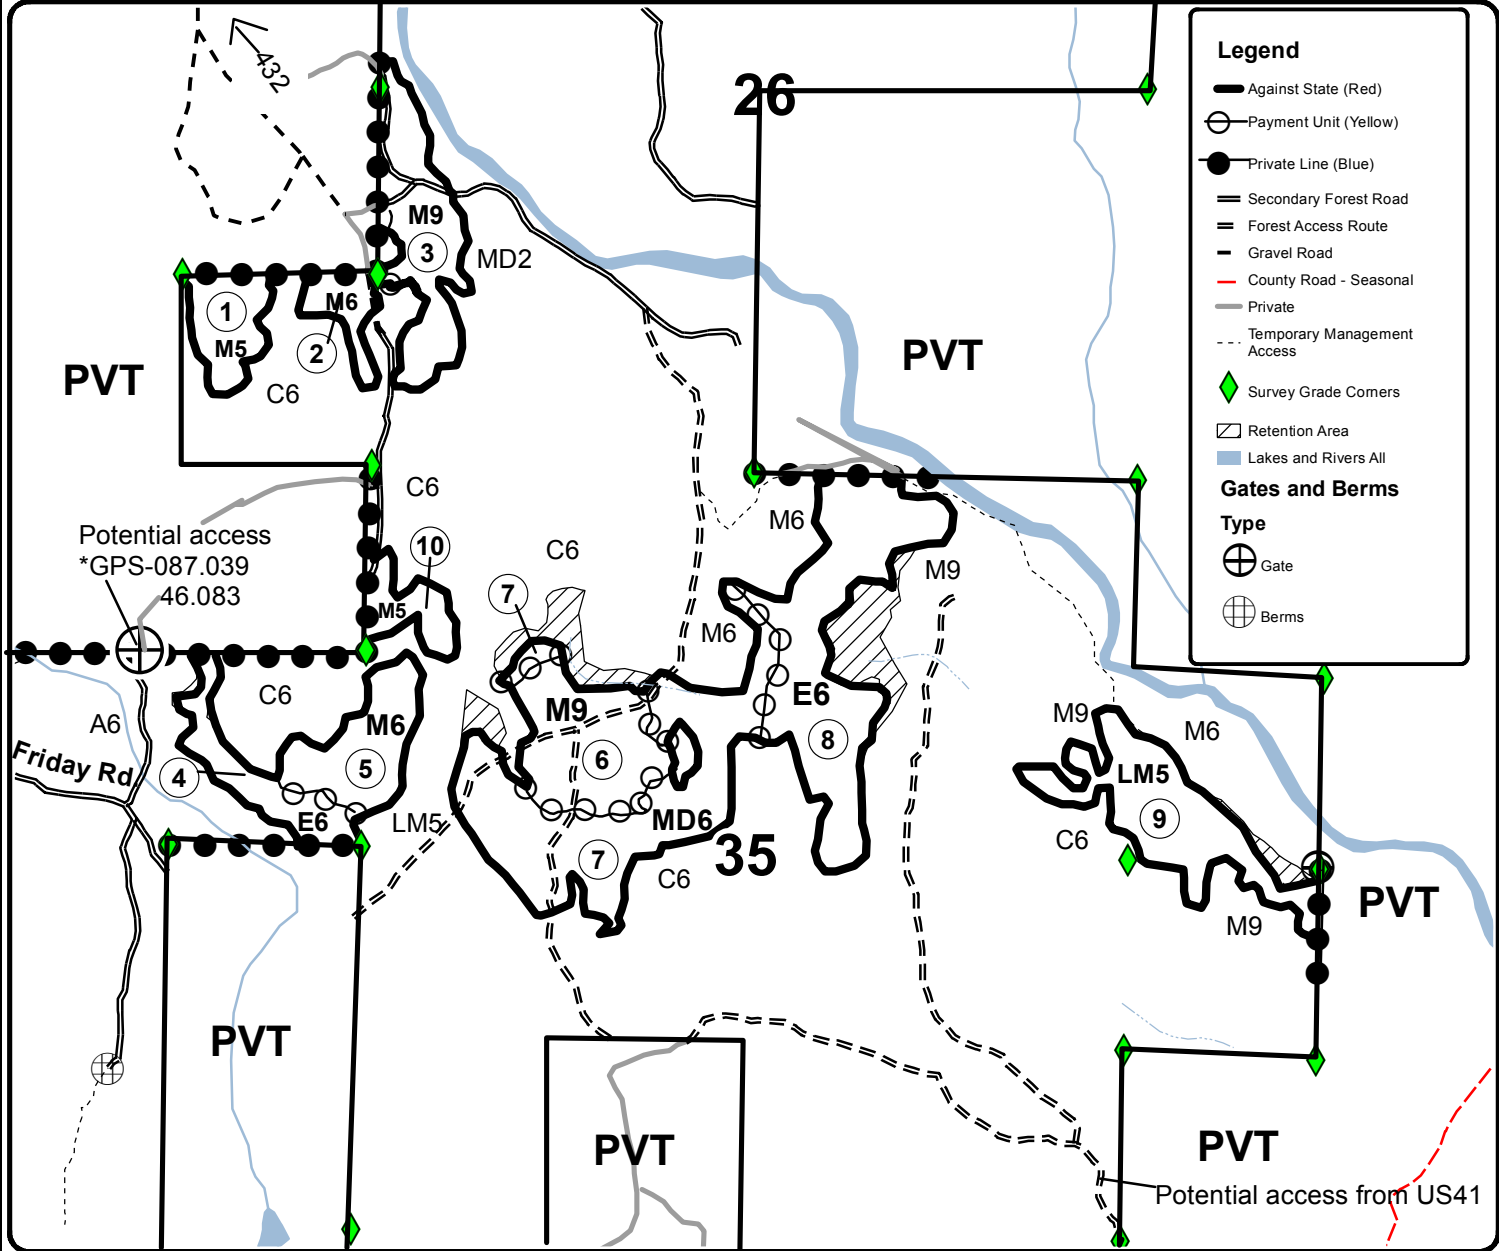 432
26
M9
3
MD2
1
M5
M6
2
C6
PVT
PVT
C6
10
Potential access
*GPS-087.039
46.083
M5
M6
C6
7
M9
M6
C6
A6
M6
Friday Rd
4
5
E6
LM5
M9
6
MD6
7
C6
35
E6
8
M9
M6
LM5
9
C6
M9
PVT
PVT
PVT
PVT
Potential access from US41
Legend
Against State (Red)
Payment Unit (Yellow)
Private Line (Blue)
Secondary Forest Road
Forest Access Route
Gravel Road
County Road - Seasonal
Private
Temporary Management
Access
Survey Grade Corners
Retention Area
Lakes and Rivers All
Gates and Berms
Type
Gate
Berms